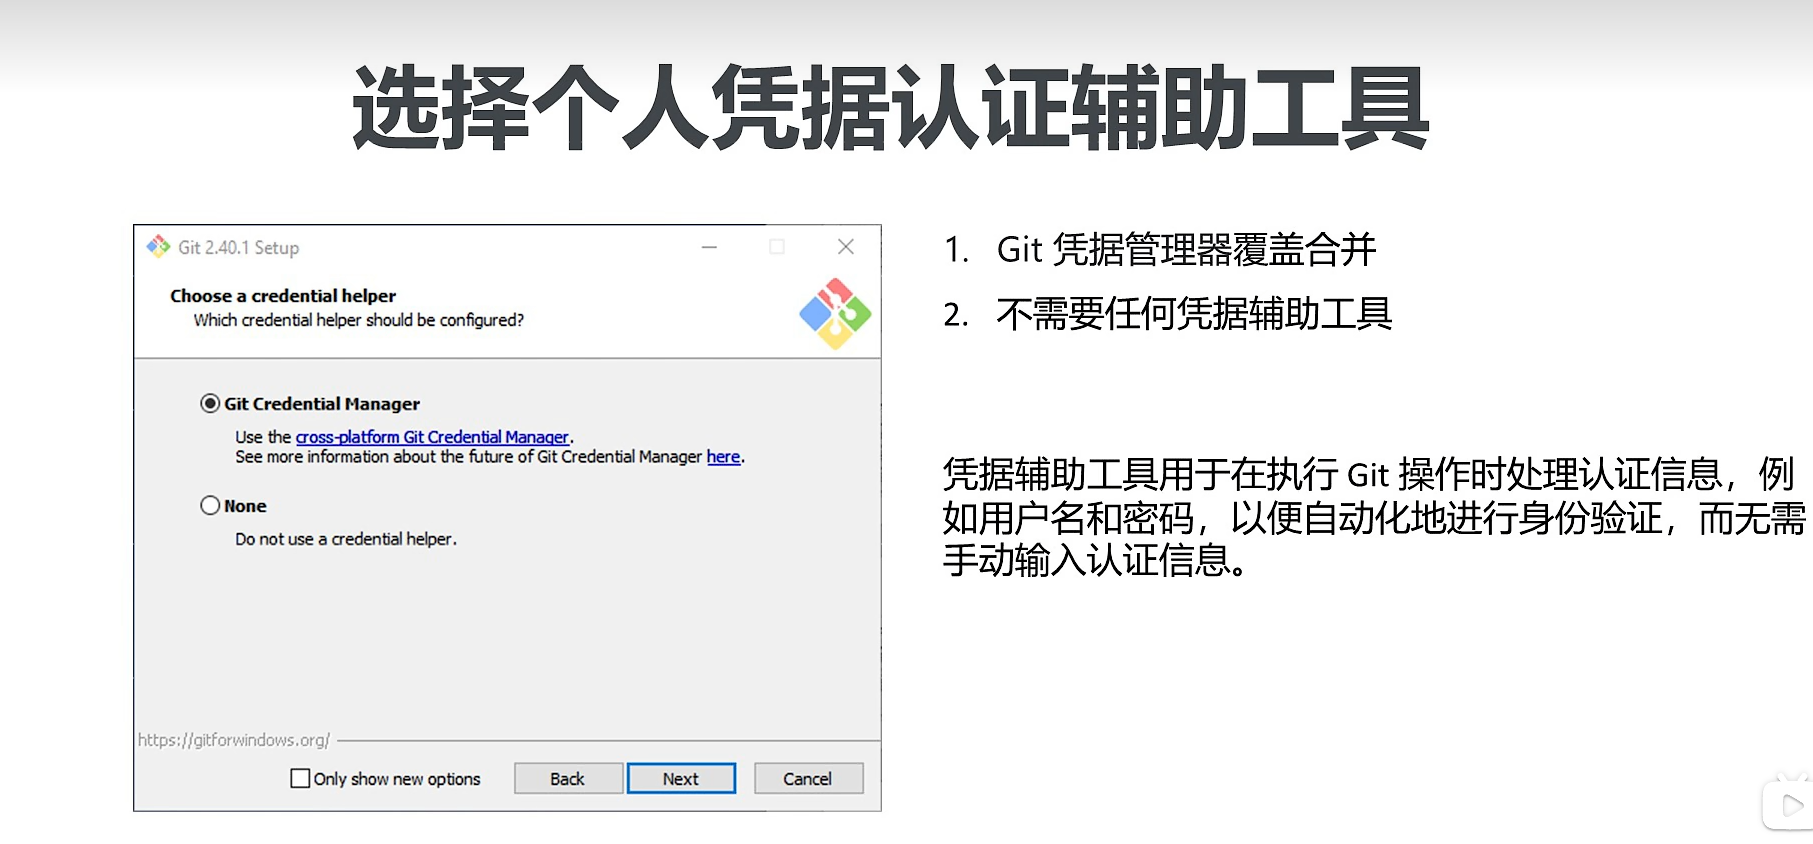 选择个人凭据认证辅助工具
Git 2.40.1 Setup
Choose a credential helper
Which credential helper should be configured?
Git Credential Manager
Use the cross-platform Git Credential Manager.
See more information about the future of Git Credential Manager here.
None
Do not use a credential helper.
https://gitforwindows.org/
Only show new options
Back
Next
Cancel
1. Git 凭据管理器覆盖合并
2. 不需要任何凭据辅助工具
凭据辅助工具用于在执行 Git 操作时处理认证信息，例
如用户名和密码，以便自动化地进行身份验证，而无需
手动输入认证信息。